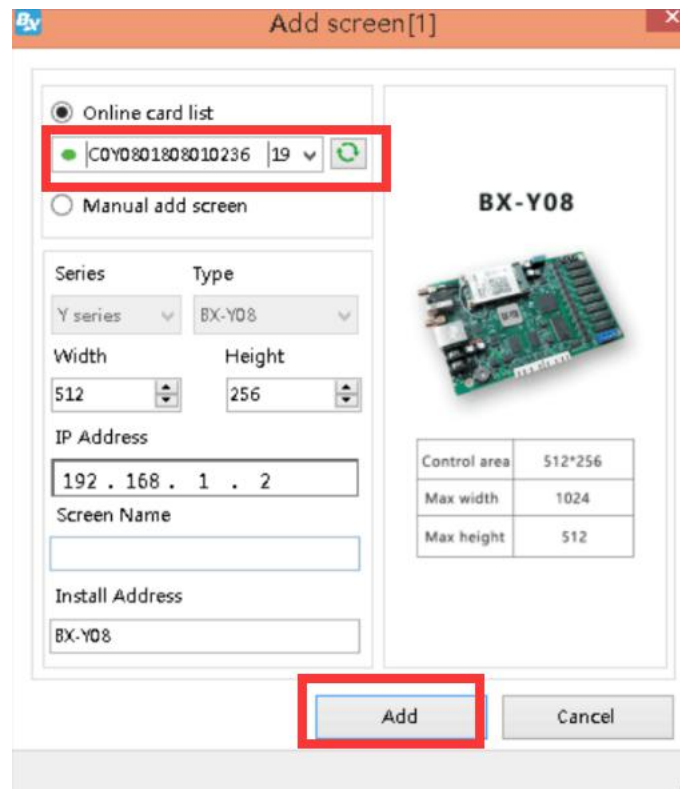 BX
Add screen[1]
Online card list
C0Y0801808010236 19
Manual add screen
Series Type
Y series BX-Y08
Width Height
512 256
IP Address
192 . 168 . 1 . 2
Screen Name
Install Address
BX-Y08
BX-Y08
Control area 512*256
Max width 1024
Max height 512
Add Cancel